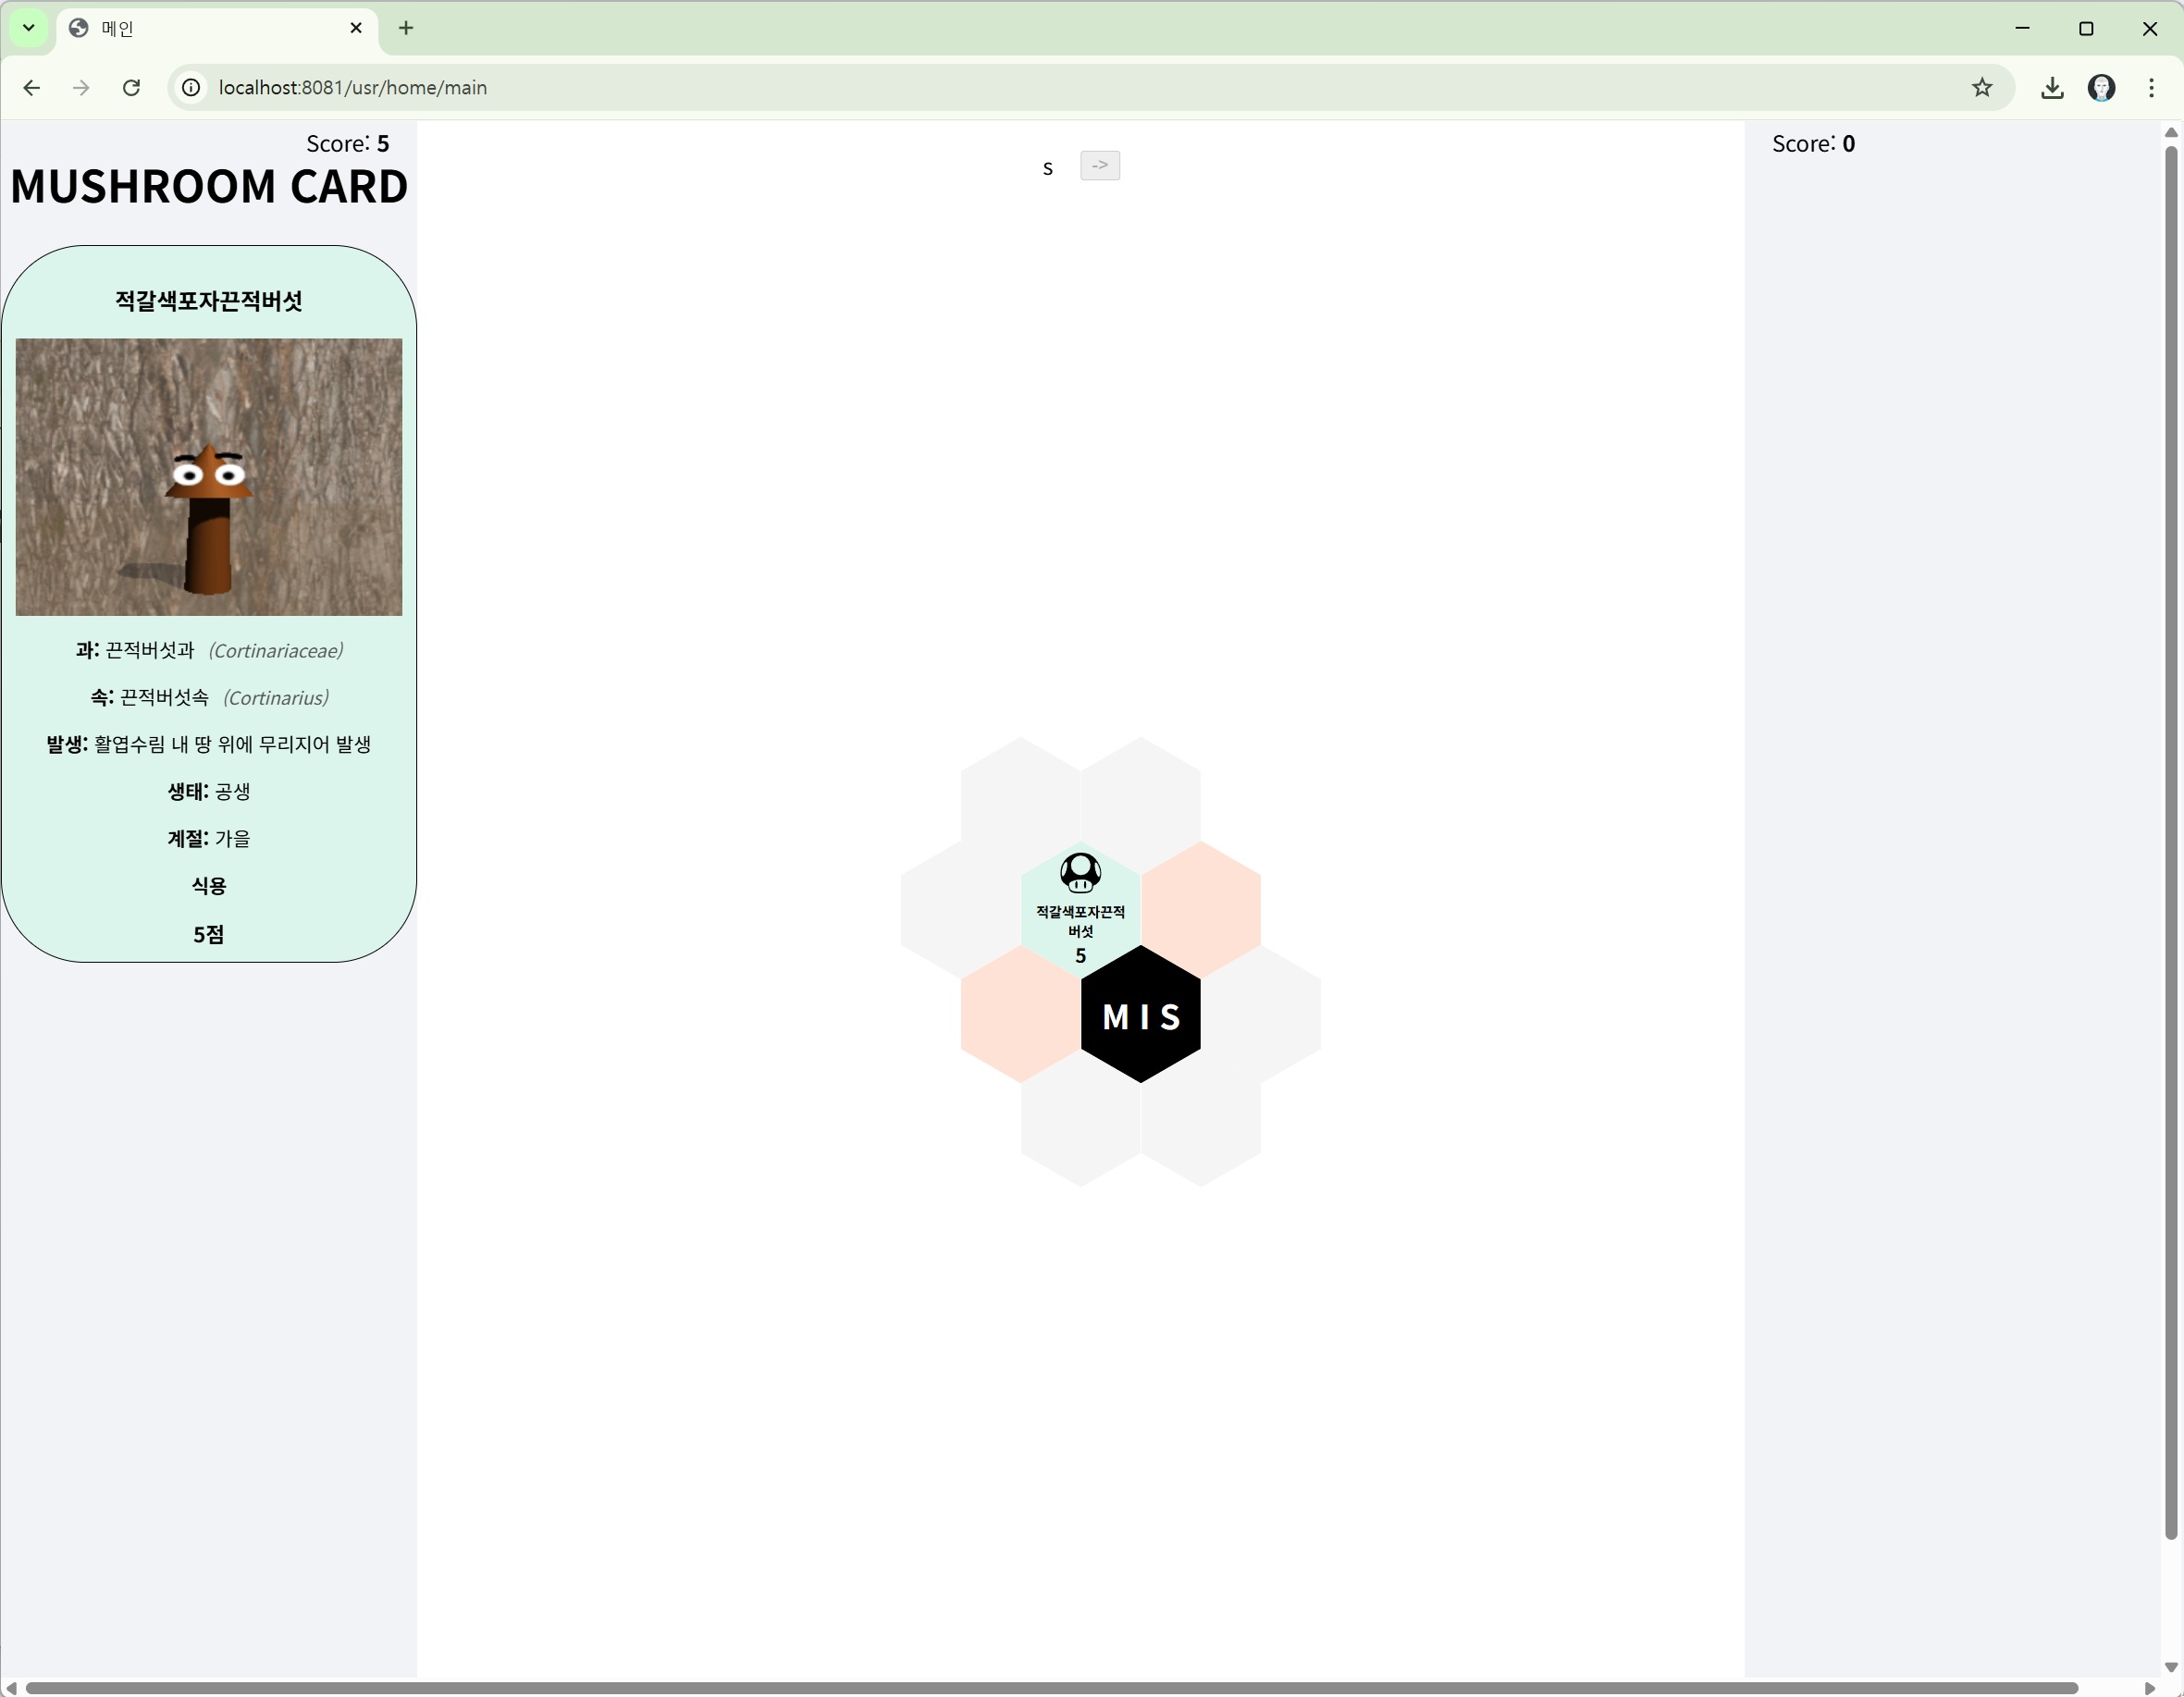 메인
localhost:8081/usr/home/main
Score: 5
MUSHROOM CARD
적갈색포자끈적버섯
과: 끈적버섯과 (Cortinariaceae)
속: 끈적버섯속 (Cortinarius)
발생: 활엽수림 내 땅 위에 무리지어 발생
생태: 공생
계절: 가을
식용
5점
s ->
적갈색포자끈적
버섯
5
M I S
Score: 0